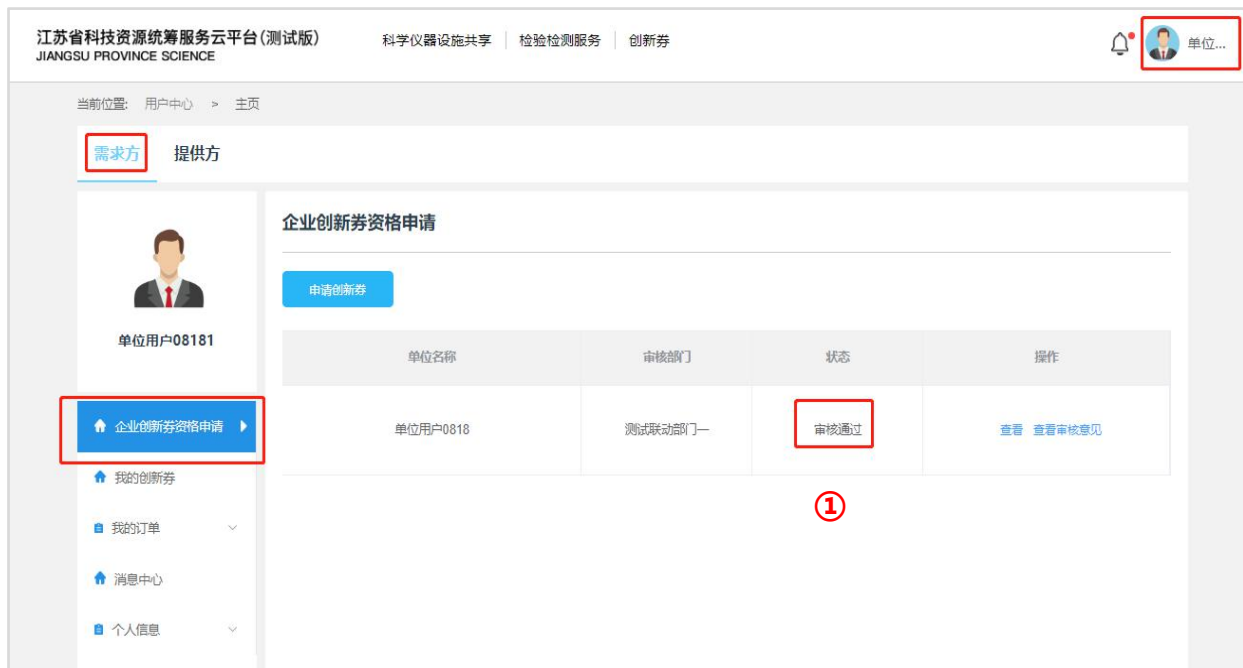 江苏省科技资源统筹服务云平台(测试版) 科学仪器设施共享 检验检测服务 创新券 单位...
JIANGSU PROVINCE SCIENCE
当前位置: 用户中心 > 主页
需求方 提供方
企业创新券资格申请
申请创新券
单位用户08181
单位名称 审核部门 状态 操作
企业创新券资格申请
单位用户0818 测试联动部门一 审核通过 查看 查看审核意见
我的创新券
①
我的订单
消息中心
个人信息